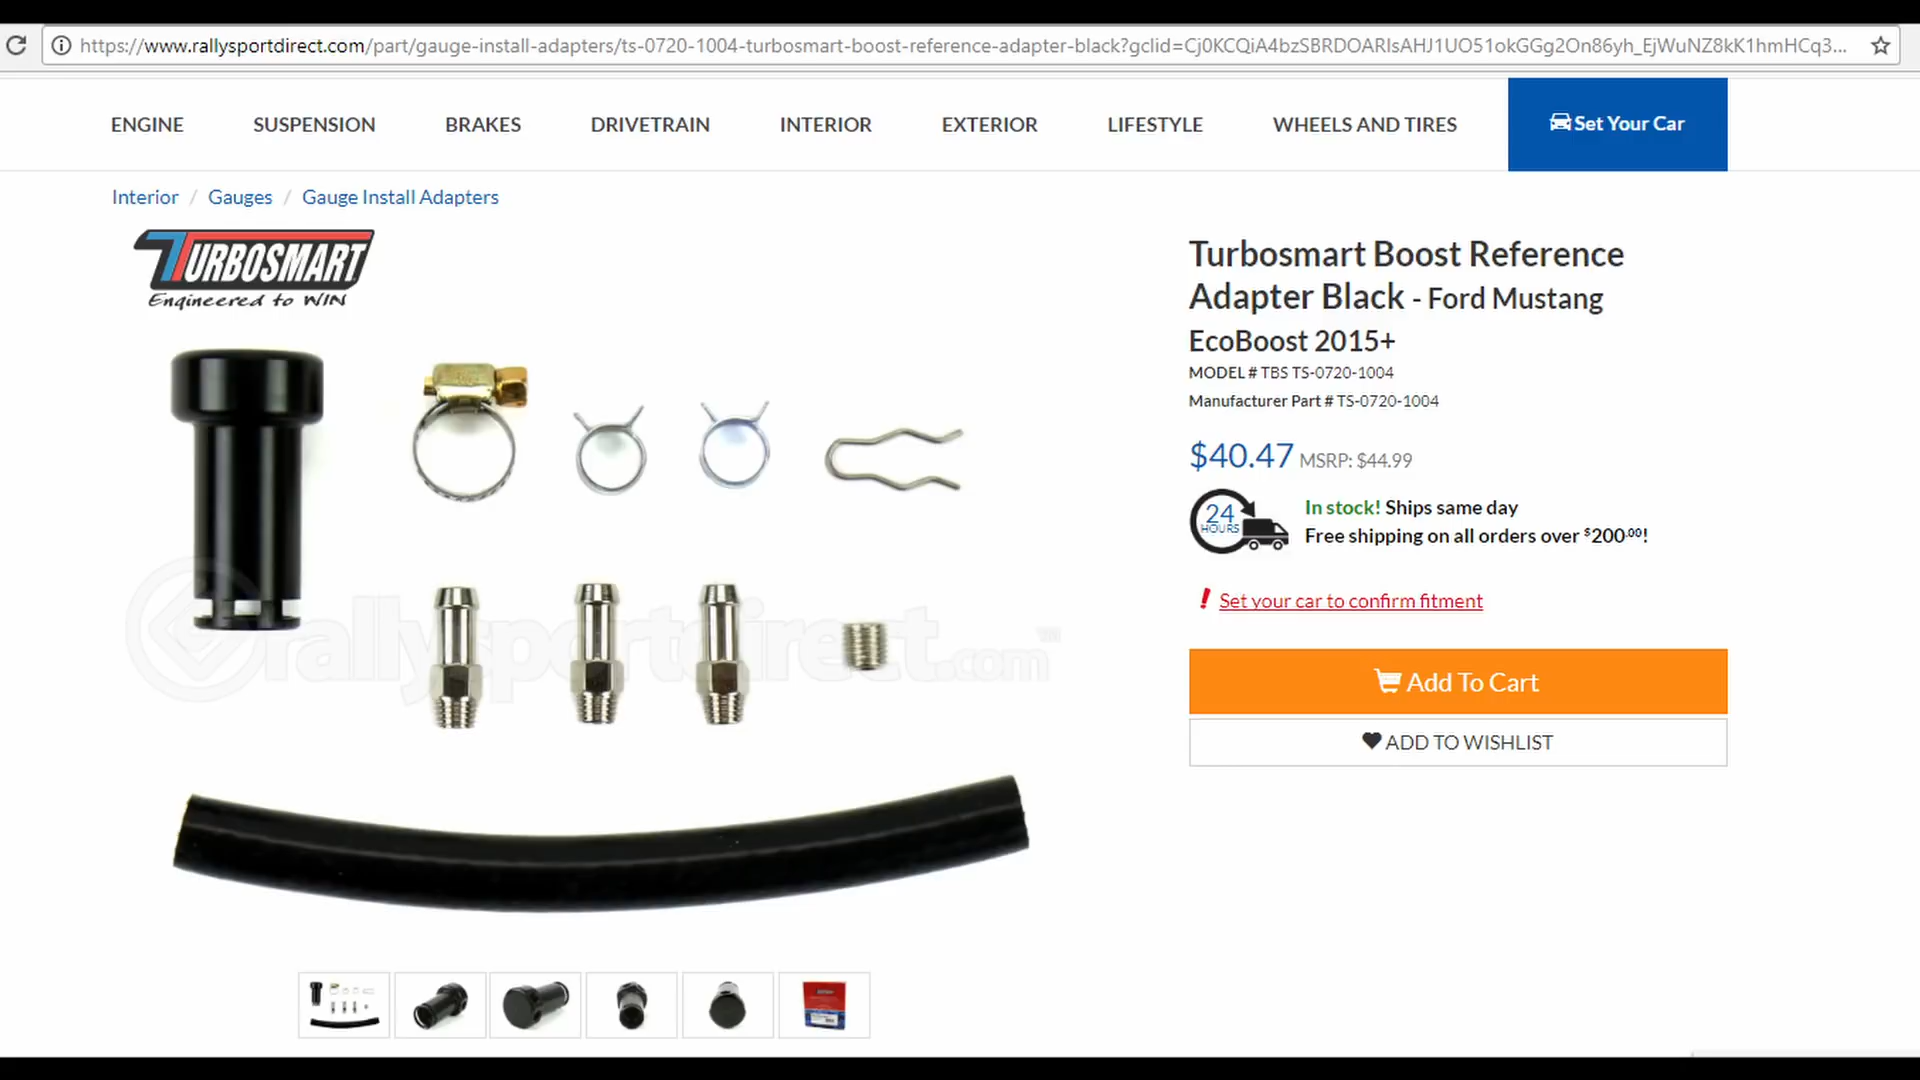 https://www.rallysportdirect.com/part/gauge-install-adapters/ts-0720-1004-turbosmart-boost-reference-adapter-black?gclid=Cj0KCQiA4bzSBRDOARIsAHJ1UO51okGGg2On86yh_EjWuNZ8kK1hmHCq3...
ENGINE SUSPENSION BRAKES DRIVETRAIN INTERIOR EXTERIOR LIFESTYLE WHEELS AND TIRES Set Your Car
Interior / Gauges / Gauge Install Adapters
TURBOSMART
Engineered to WIN
Turbosmart Boost Reference
Adapter Black - Ford Mustang
EcoBoost 2015+
MODEL # TBS TS-0720-1004
Manufacturer Part # TS-0720-1004
$40.47 MSRP: $44.99
24
HOURS
In stock! Ships same day
Free shipping on all orders over $200.00!
! Set your car to confirm fitment
Add To Cart
ADD TO WISHLIST
rallysportdirect.com™